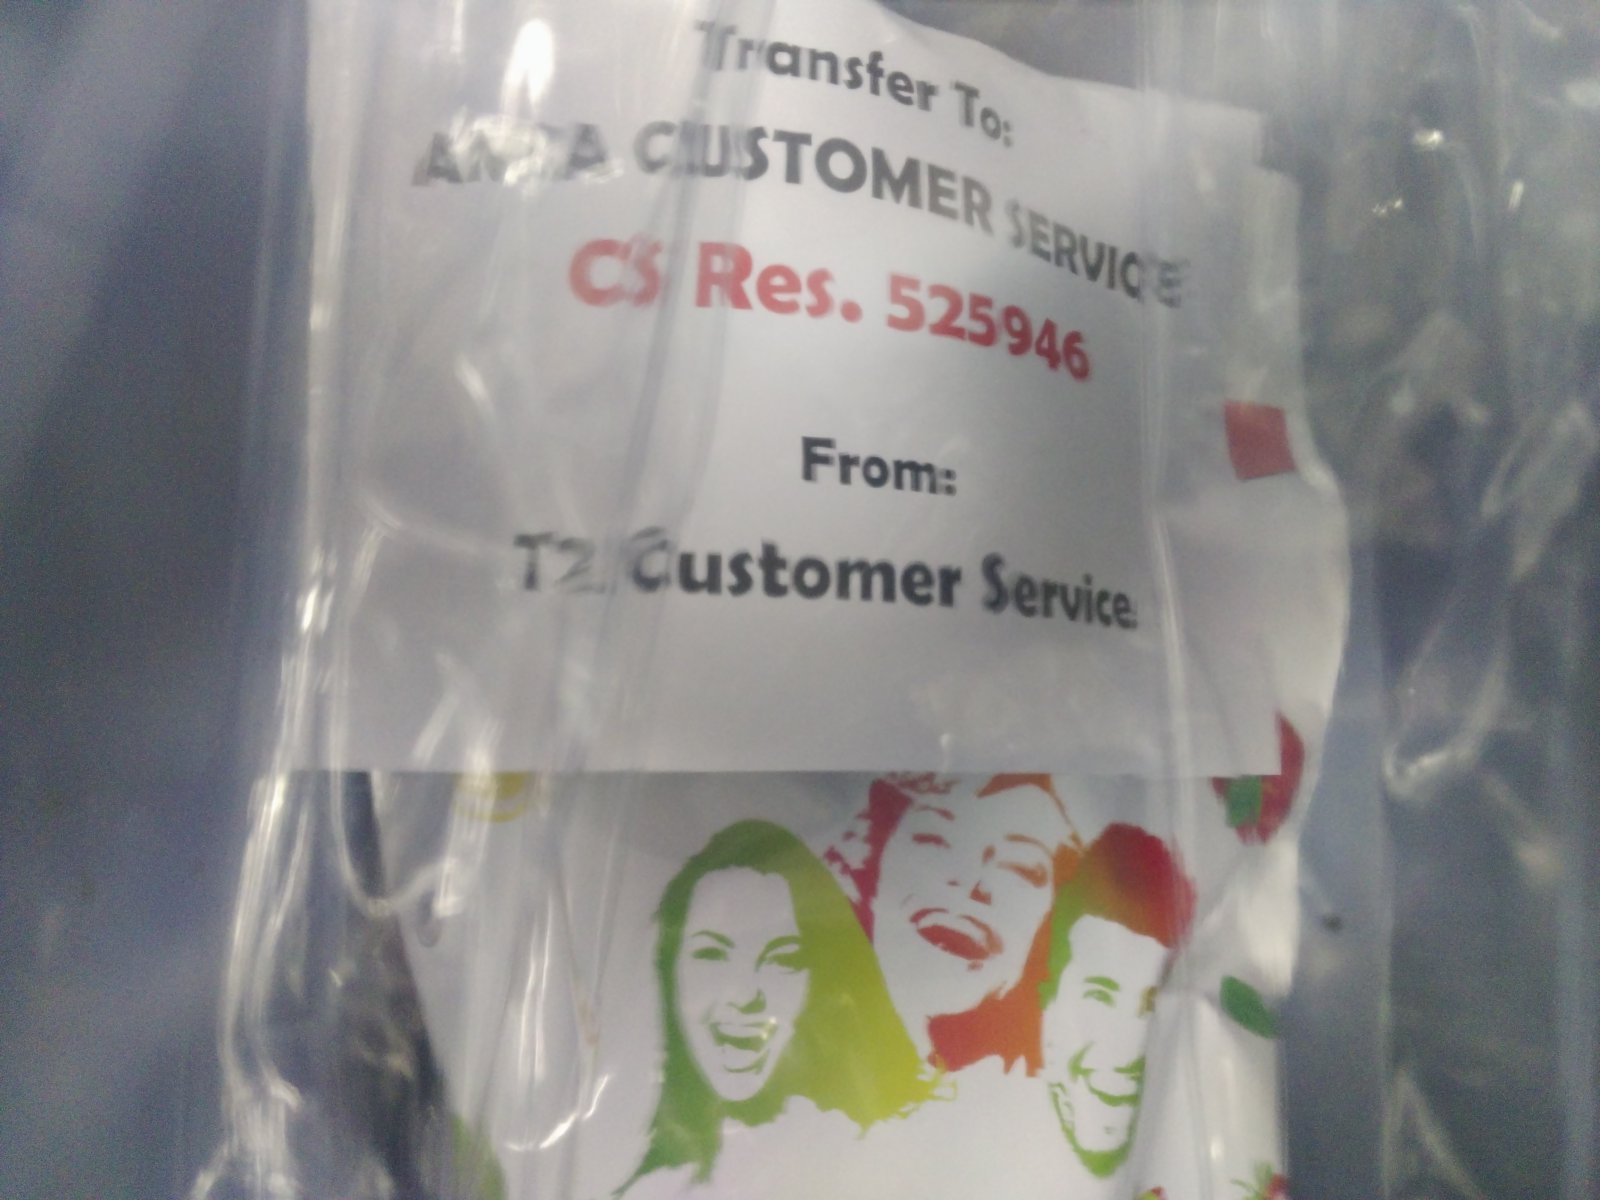 Transfer To:
CUSTOMER SERVICE
CS Res. 525946
From:
T2 Customer Service